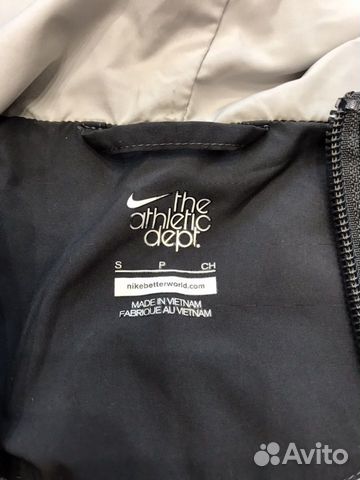 the
athletic
dept.
S P CH
nikebetterworld.com
MADE IN VIETNAM
FABRIQUE AU VIETNAM
Avito